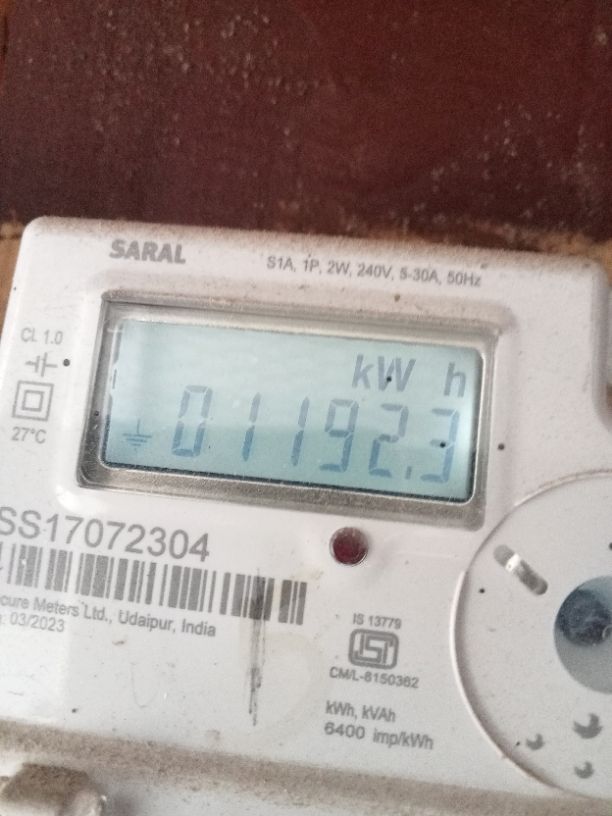 SARAL
S1A, 1P, 2W, 240V, 5-30A, 50Hz
CL 1.0
27°C
kW h
01192.3
SS17072304
cure Meters Ltd., Udaipur, India
03/2023
IS 13779
ISI
CM/L-8150362
kWh, kVAh
6400 imp/kWh